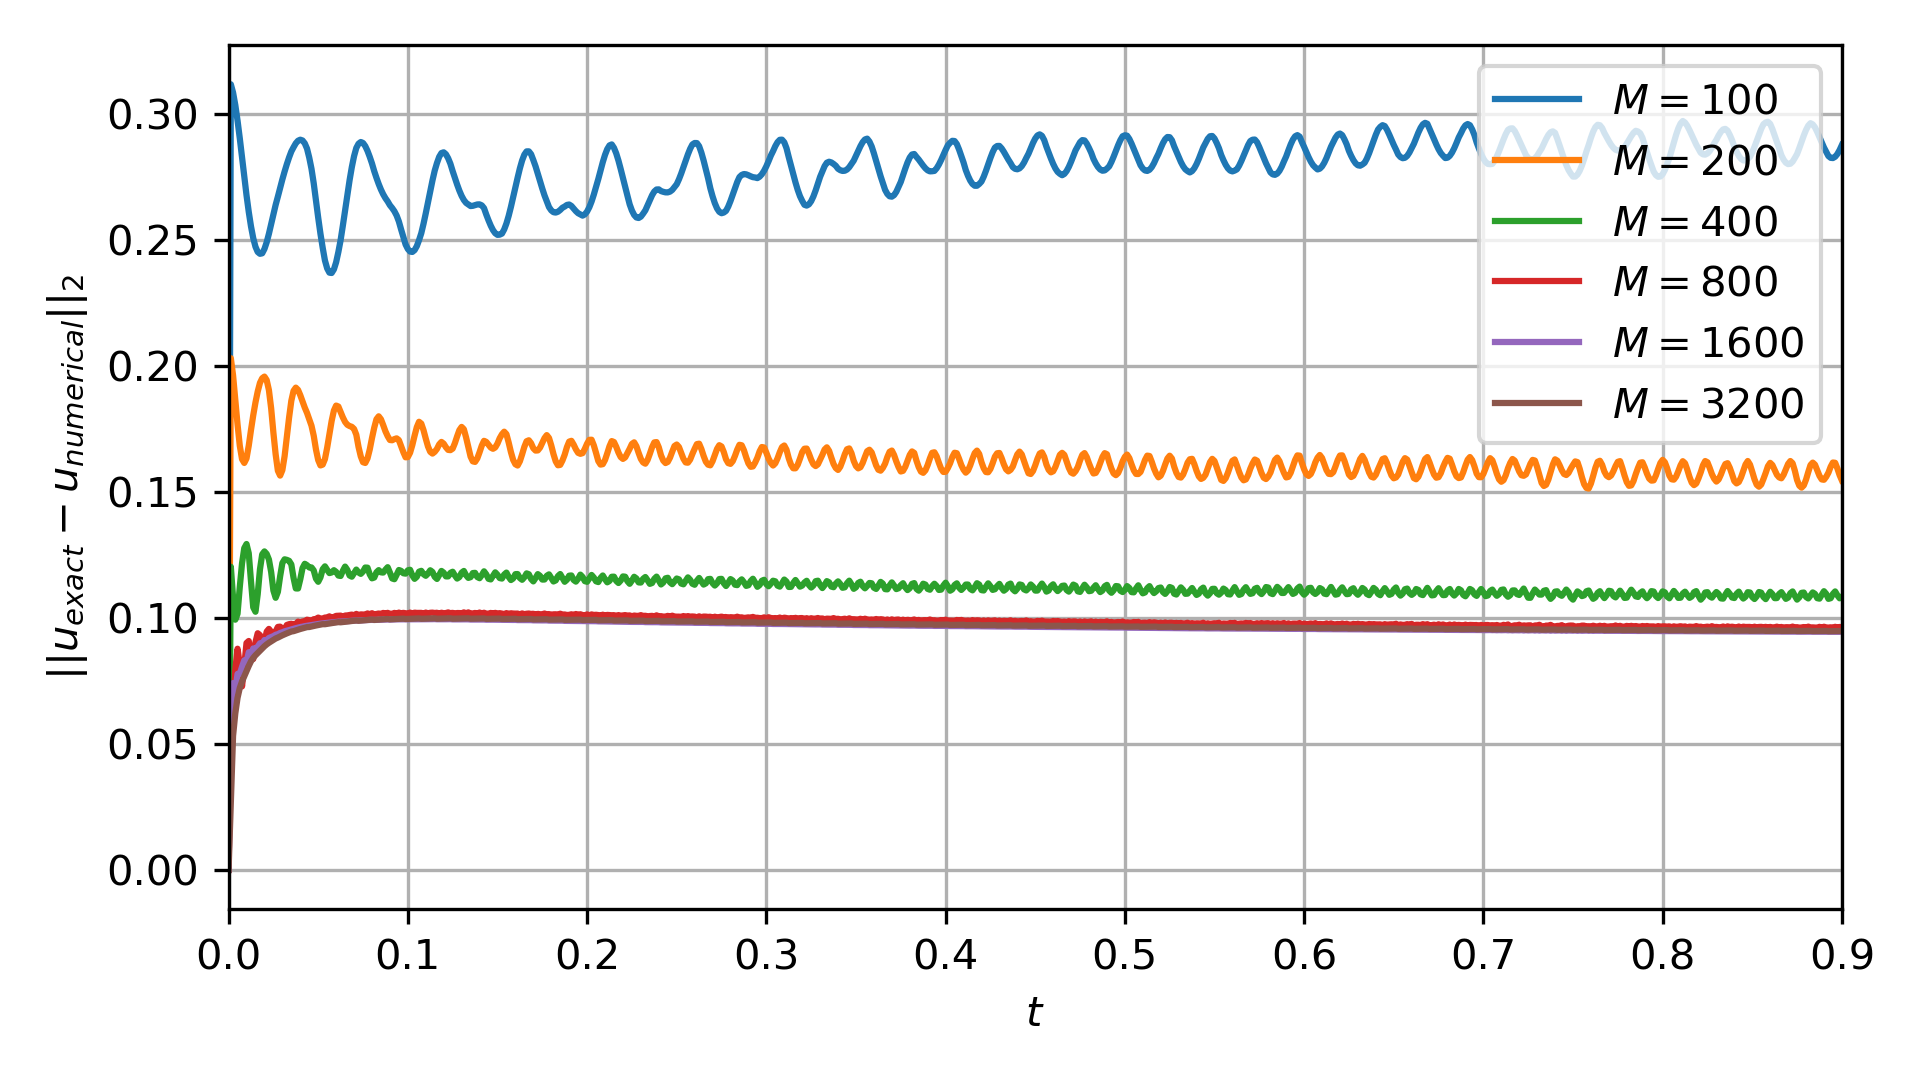 ||u_exact − u_numerical||₂
0.30
0.25
0.20
0.15
0.10
0.05
0.00
0.0 0.1 0.2 0.3 0.4 0.5 0.6 0.7 0.8 0.9
t
M = 100
M = 200
M = 400
M = 800
M = 1600
M = 3200